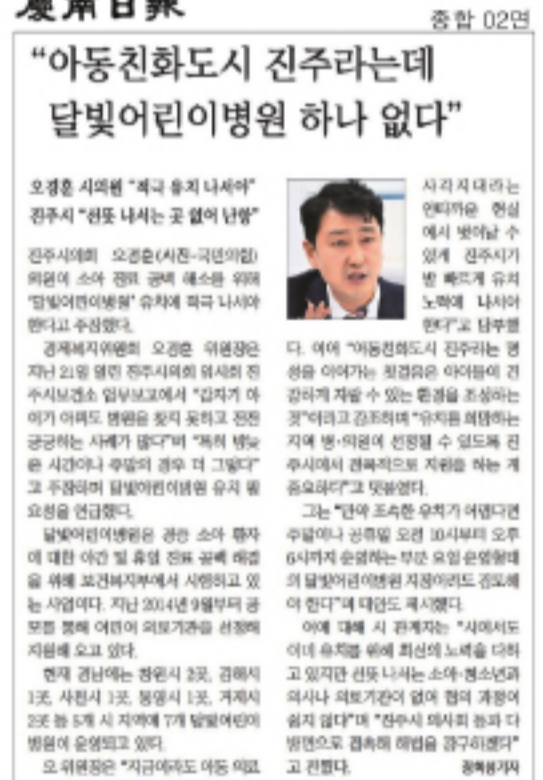 慶南日報
종합 02면
“아동친화도시 진주라는데
달빛어린이병원 하나 없다”
오경훈 시의원 “적극 유치 나서야”
진주시 “선뜻 나서는 곳 없어 난항”
진주시의회 오경훈(사진·국민의힘)
의원이 소아 진료 공백 해소를 위해
‘달빛어린이병원’ 유치에 적극 나서야
한다고 주장했다.
경제복지위원회 오경훈 위원장은
지난 21일 열린 진주시의회 임시회 진
주시보건소 업무보고에서 “갑자기 아
이가 아파도 병원을 찾지 못하고 전전
긍긍하는 사례가 많다”며 “특히 밤늦
은 시간이나 주말의 경우 더 그렇다”
고 주장하며 달빛어린이병원 유치 필
요성을 언급했다.
달빛어린이병원은 경증 소아 환자
에 대한 야간 및 휴일 진료 공백 해결
을 위해 보건복지부에서 시행하고 있
는 사업이다. 지난 2014년 9월부터 공
모를 통해 어린이 의료기관을 선정해
지원해 오고 있다.
현재 경남에는 창원시 2곳, 김해시
1곳, 사천시 1곳, 통영시 1곳, 거제시
2곳 등 5개 시 지역에 7개 달빛어린이
병원이 운영되고 있다.
오 위원장은 “지금이라도 아동 의료
사각지대라는
안타까운 현실
에서 벗어날 수
있게 진주시가
발 빠르게 유치
노력에 나서야
한다”고 당부했
다. 이어 “아동친화도시 진주라는 명
성을 이어가는 첫걸음은 아이들이 건
강하게 자랄 수 있는 환경을 조성하는
것”이라고 강조하며 “유치를 희망하는
지역 병·의원이 선정될 수 있도록 진
주시에서 전폭적으로 지원을 하는 게
중요하다”고 덧붙였다.
그는 “만약 조속한 유치가 어렵다면
주말이나 공휴일 오전 10시부터 오후
6시까지 운영하는 부분 요일 운영형태
의 달빛어린이병원 지정이라도 검토해
야 한다”며 대안도 제시했다.
이에 대해 시 관계자는 “시에서도
이미 유치를 위해 최선의 노력을 다하
고 있지만 선뜻 나서는 소아·청소년과
의사나 의료기관이 없어 협의 과정이
쉽지 않다”며 “진주시 의사회 등과 다
방면으로 접촉해 해법을 강구하겠다”
고 전했다.